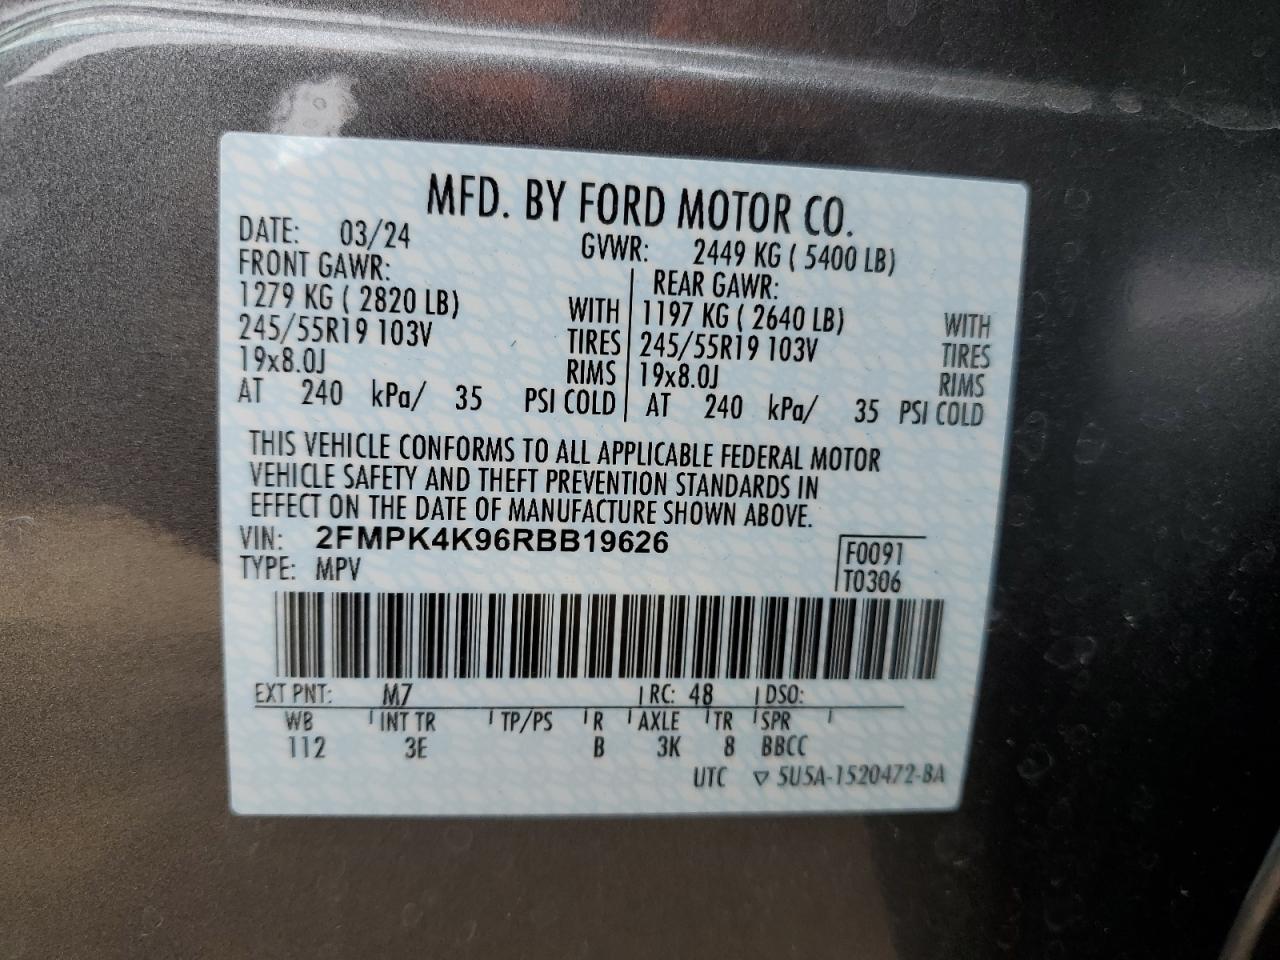 MFD. BY FORD MOTOR CO.
DATE: 03/24 GVWR: 2449 KG ( 5400 LB)
FRONT GAWR: REAR GAWR:
1279 KG ( 2820 LB) WITH 1197 KG ( 2640 LB) WITH
245/55R19 103V TIRES 245/55R19 103V TIRES
19x8.0J RIMS 19x8.0J RIMS
AT 240 kPa/ 35 PSI COLD AT 240 kPa/ 35 PSI COLD
THIS VEHICLE CONFORMS TO ALL APPLICABLE FEDERAL MOTOR
VEHICLE SAFETY AND THEFT PREVENTION STANDARDS IN
EFFECT ON THE DATE OF MANUFACTURE SHOWN ABOVE.
VIN: 2FMPK4K96RBB19626 F0091
TYPE: MPV T0306
EXT PNT: M7 RC: 48 DSO:
WB INT TR TP/PS R AXLE TR SPR
112 3E B 3K 8 BBCC
UTC ▽ 5U5A-1520472-BA